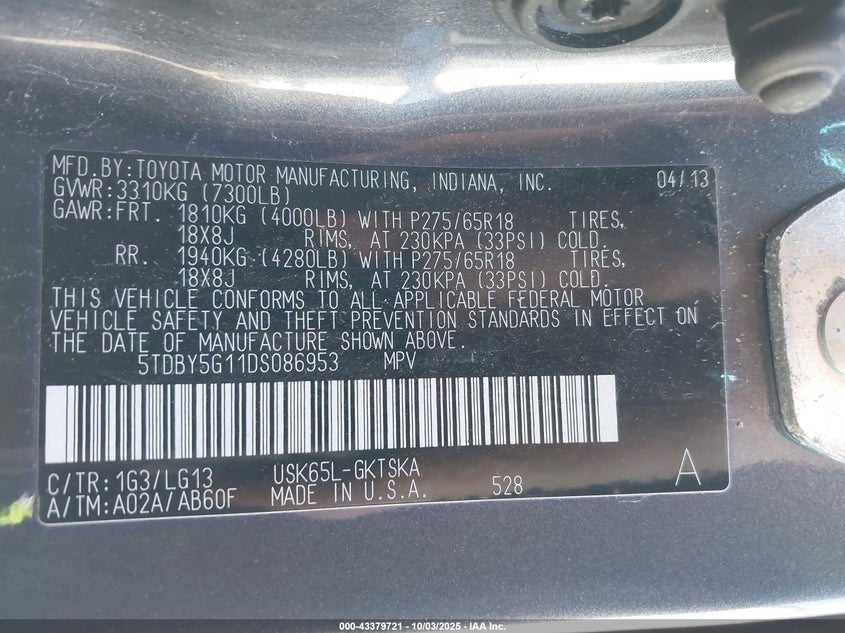 MFD.BY:TOYOTA MOTOR MANUFACTURING, INDIANA, INC. 04/13
GVWR:3310KG (7300LB)
GAWR:FRT. 1810KG (4000LB) WITH P275/65R18 TIRES,
18X8J RIMS, AT 230KPA (33PSI) COLD.
RR. 1940KG (4280LB) WITH P275/65R18 TIRES,
18X8J RIMS, AT 230KPA (33PSI) COLD.
THIS VEHICLE CONFORMS TO ALL APPLICABLE FEDERAL MOTOR
VEHICLE SAFETY AND THEFT PREVENTION STANDARDS IN EFFECT ON
THE DATE OF MANUFACTURE SHOWN ABOVE.
5TDBY5G11DS086953 MPV
C/TR:1G3/LG13 USK65L-GKTSKA
A/TM:A02A/AB60F MADE IN U.S.A. 528 A
000-43379721 - 10/03/2025 - IAA Inc.